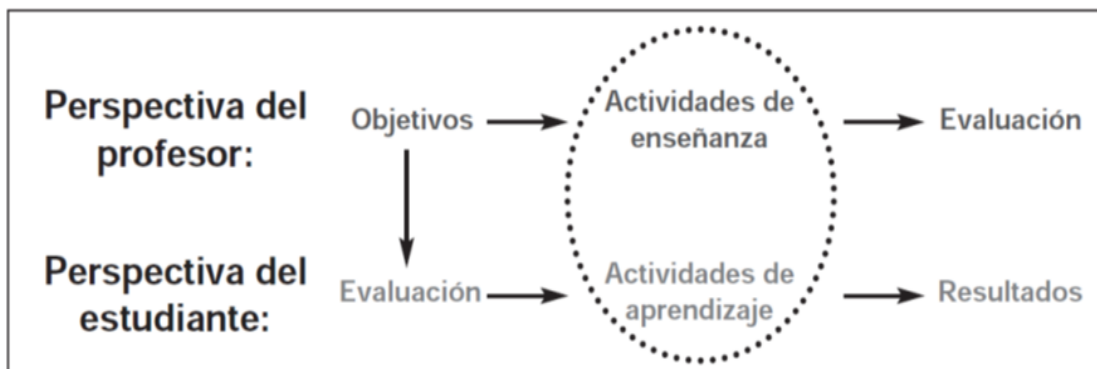 Perspectiva del
profesor:
Objetivos
Actividades de
enseñanza
Evaluación
Perspectiva del
estudiante:
Evaluación
Actividades de
aprendizaje
Resultados